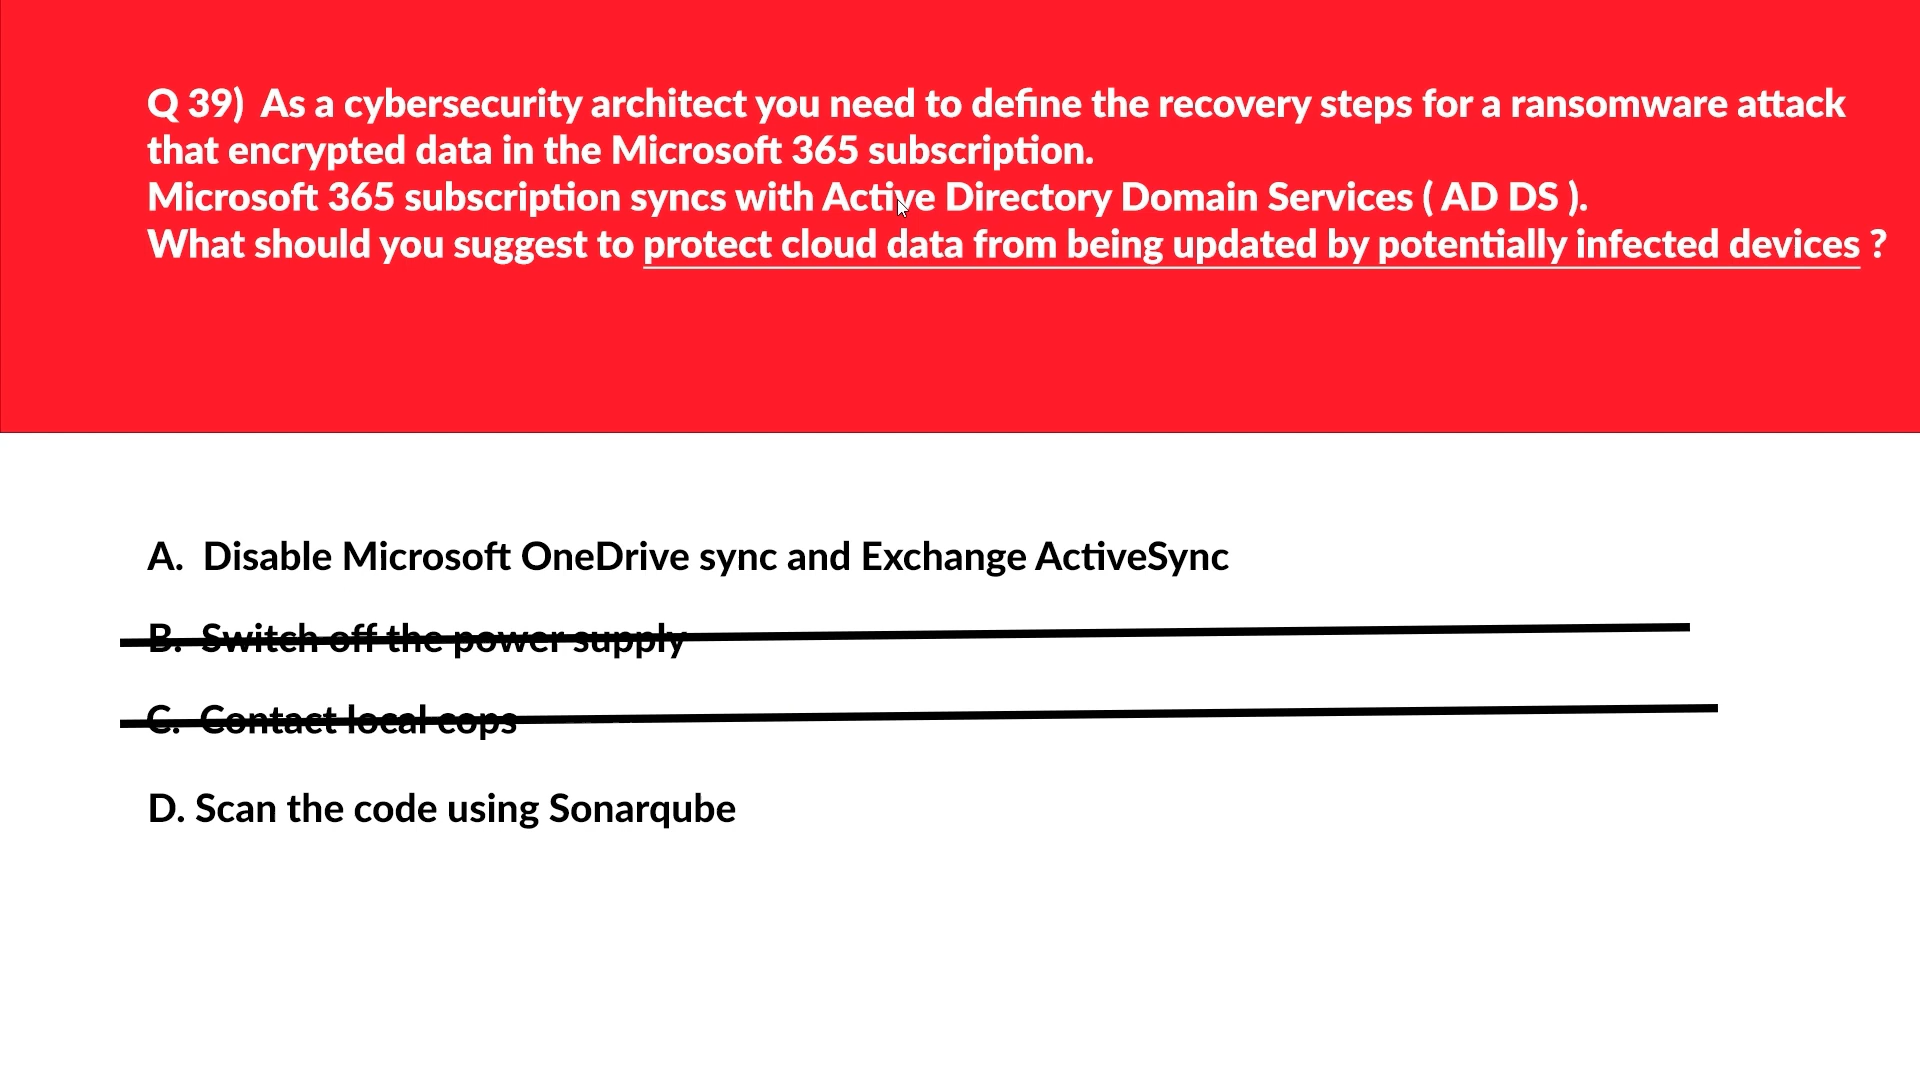 Q 39) As a cybersecurity architect you need to define the recovery steps for a ransomware attack
that encrypted data in the Microsoft 365 subscription.
Microsoft 365 subscription syncs with Active Directory Domain Services ( AD DS ).
What should you suggest to protect cloud data from being updated by potentially infected devices ?
A. Disable Microsoft OneDrive sync and Exchange ActiveSync
B. Switch off the power supply
C. Contact local cops
D. Scan the code using Sonarqube